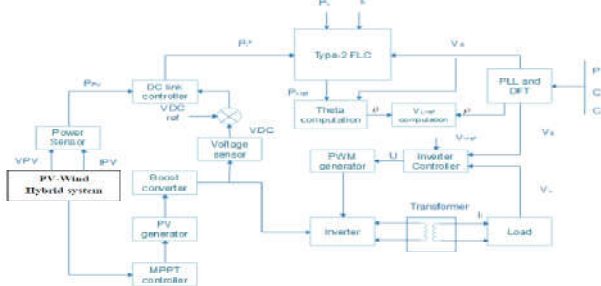 Type-2 FLC
DC link
controller
PLL and
DFT
VDC
ref
Theta
computation
computation
VDC
Power
Sensor
Voltage
sensor
VPV
IPV
PWM
generator
U
Inverter
Controller
PV-Wind
Hybrid system
Boost
converter
Transformer
PV
generator
Inverter
Load
MPPT
controller